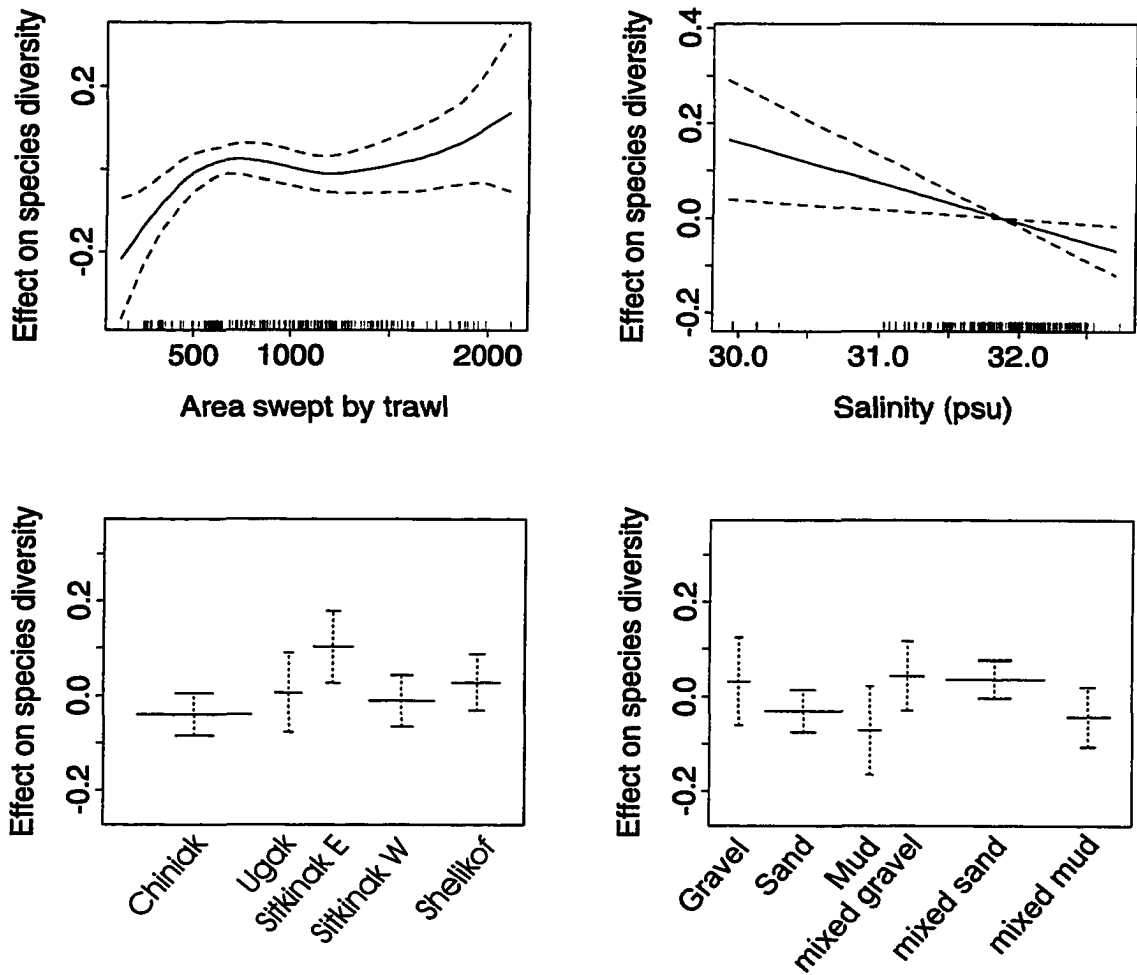 Effect on species diversity
0.2
-0.2
500 1000 2000
Area swept by trawl
Effect on species diversity
0.4
0.2
0.0
-0.2
30.0 31.0 32.0
Salinity (psu)
Effect on species diversity
0.2
0.0
-0.2
Chiniak
Ugak
Sitkinak E
Sitkinak W
Shelikof
Effect on species diversity
0.2
0.0
-0.2
Gravel
Sand
Mud
mixed gravel
mixed sand
mixed mud